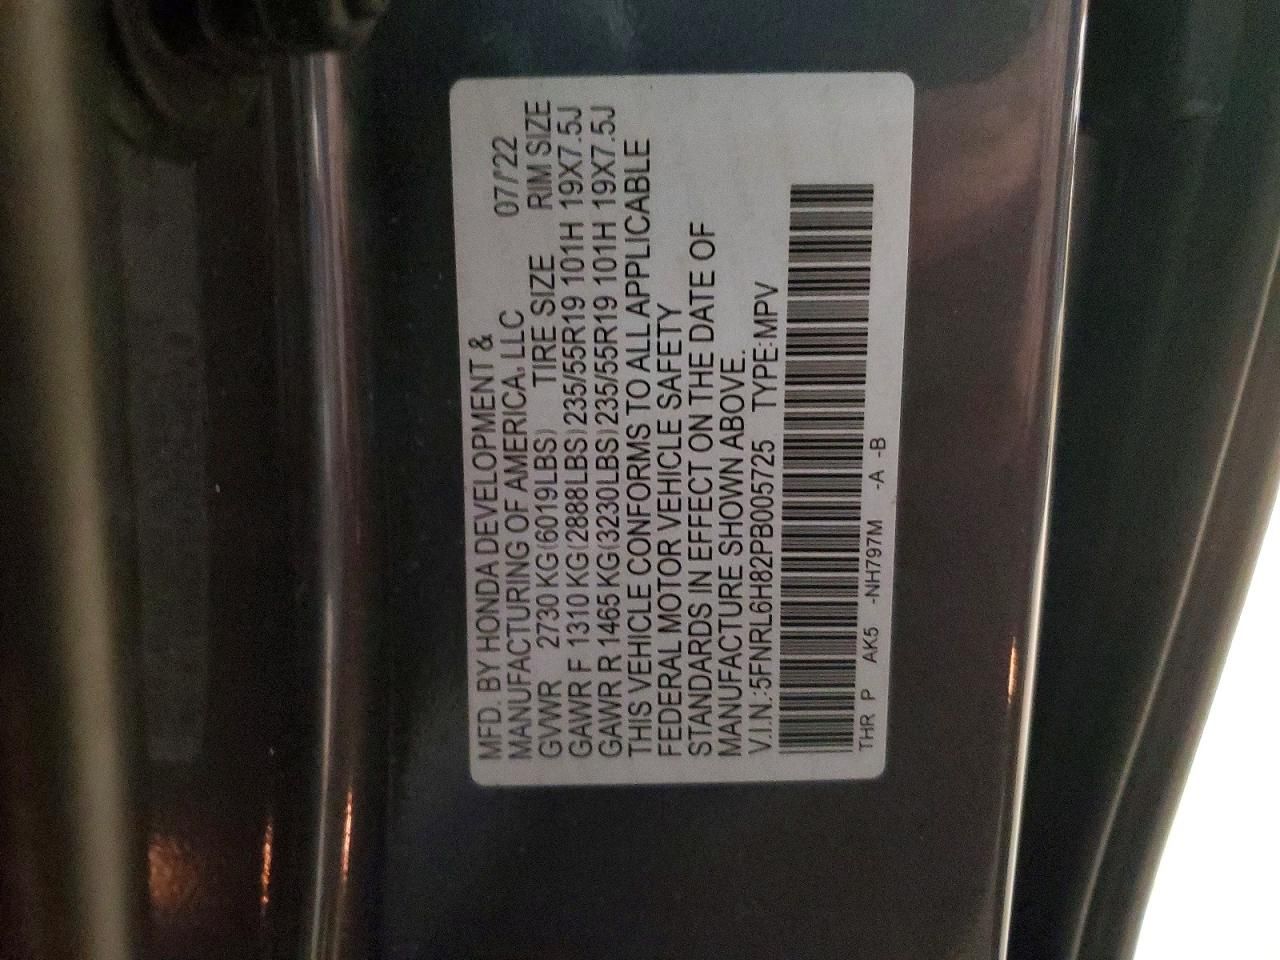 MFD. BY HONDA DEVELOPMENT &
MANUFACTURING OF AMERICA, LLC 07/'22
GVWR 2730 KG(6019LBS) TIRE SIZE RIM SIZE
GAWR F 1310 KG(2888LBS) 235/55R19 101H 19X7.5J
GAWR R 1465 KG(3230LBS) 235/55R19 101H 19X7.5J
THIS VEHICLE CONFORMS TO ALL APPLICABLE
FEDERAL MOTOR VEHICLE SAFETY
STANDARDS IN EFFECT ON THE DATE OF
MANUFACTURE SHOWN ABOVE.
V.I.N.:5FNRL6H82PB005725 TYPE:MPV
THR P AK5 -NH797M -A -B